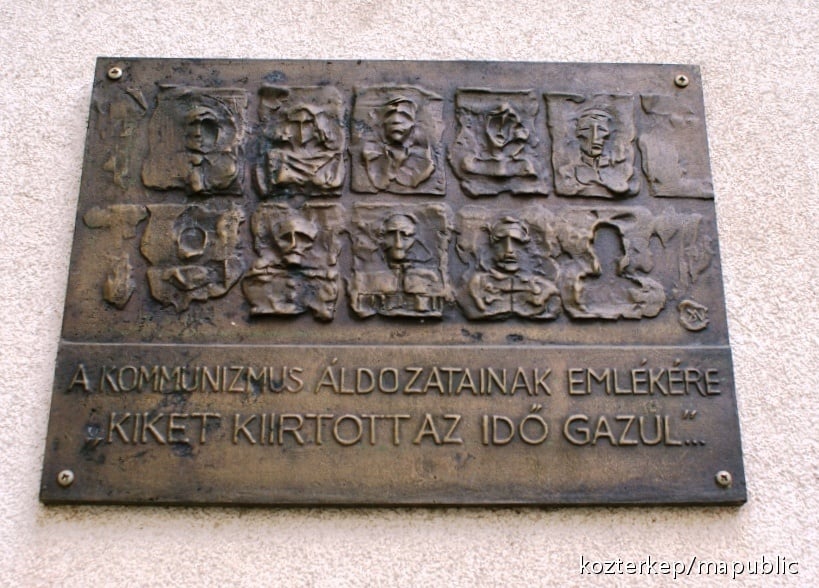 A KOMMUNIZMUS ÁLDOZATAINAK EMLÉKÉRE
„KIKET KIIRTOTT AZ IDŐ GAZUL”...
kozterkep/mapublic